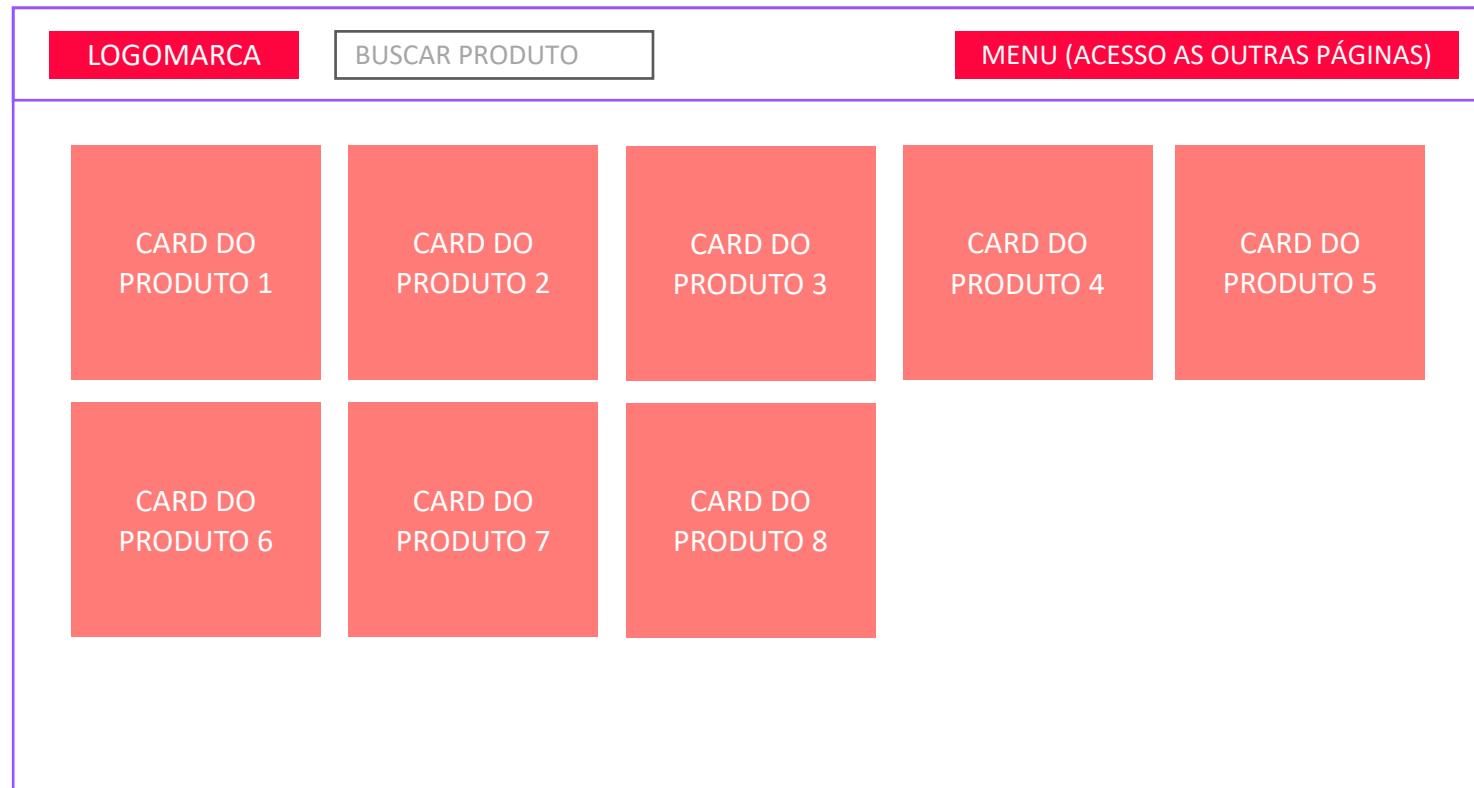 LOGOMARCA
BUSCAR PRODUTO
MENU (ACESSO AS OUTRAS PÁGINAS)
CARD DO
PRODUTO 1
CARD DO
PRODUTO 2
CARD DO
PRODUTO 3
CARD DO
PRODUTO 4
CARD DO
PRODUTO 5
CARD DO
PRODUTO 6
CARD DO
PRODUTO 7
CARD DO
PRODUTO 8